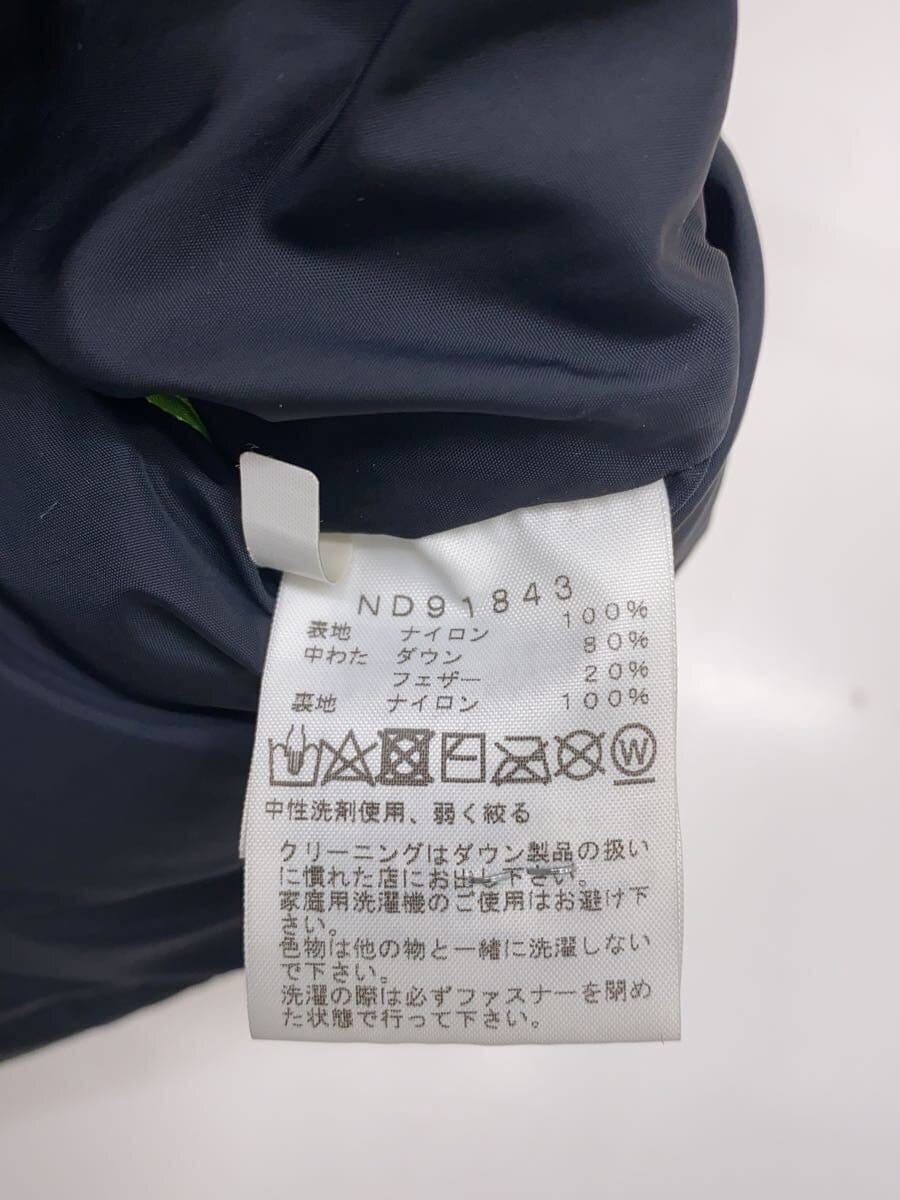 ND91843
表地 ナイロン 100%
中わた ダウン 80%
フェザー 20%
裏地 ナイロン 100%
W
中性洗剤使用、弱く絞る
クリーニングはダウン製品の扱い
に慣れた店にお出し下さい。
家庭用洗濯機のご使用はお避け下
さい。
色物は他の物と一緒に洗濯しない
で下さい。
洗濯の際は必ずファスナーを閉め
た状態で行って下さい。